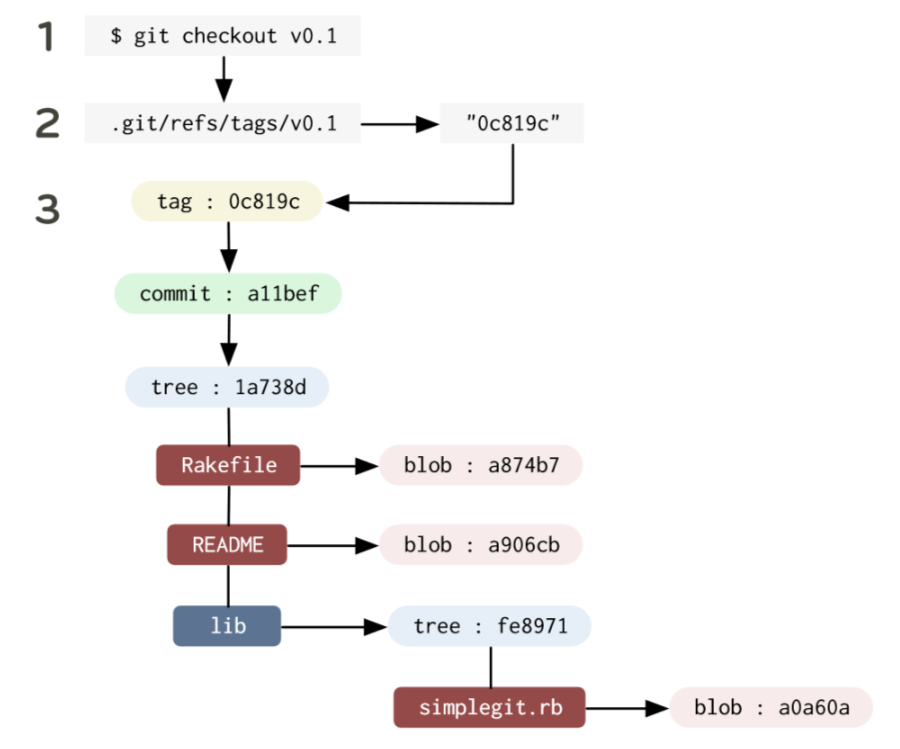 1
$ git checkout v0.1
2
.git/refs/tags/v0.1
"0c819c"
3
tag : 0c819c
commit : a11bef
tree : 1a738d
Rakefile
blob : a874b7
README
blob : a906cb
lib
tree : fe8971
simplegit.rb
blob : a0a60a